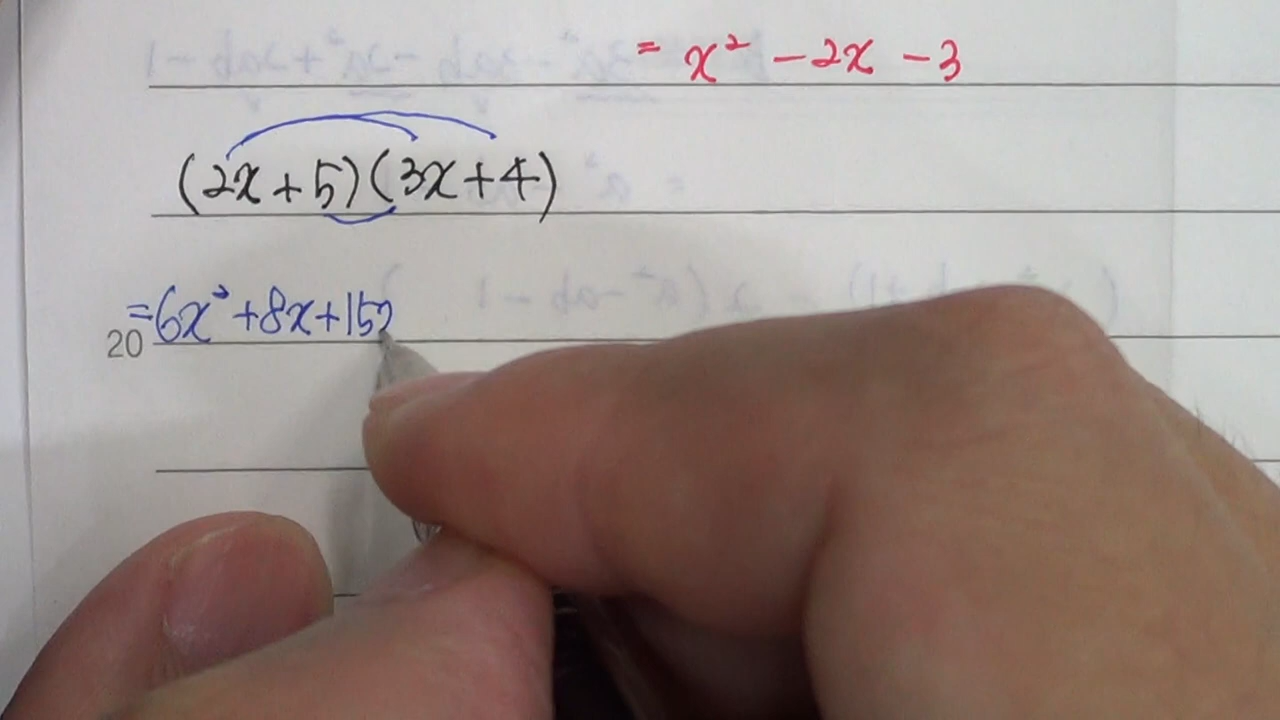 = x² − 2x − 3
(2x + 5)(3x + 4)
= 6x² + 8x + 15
20